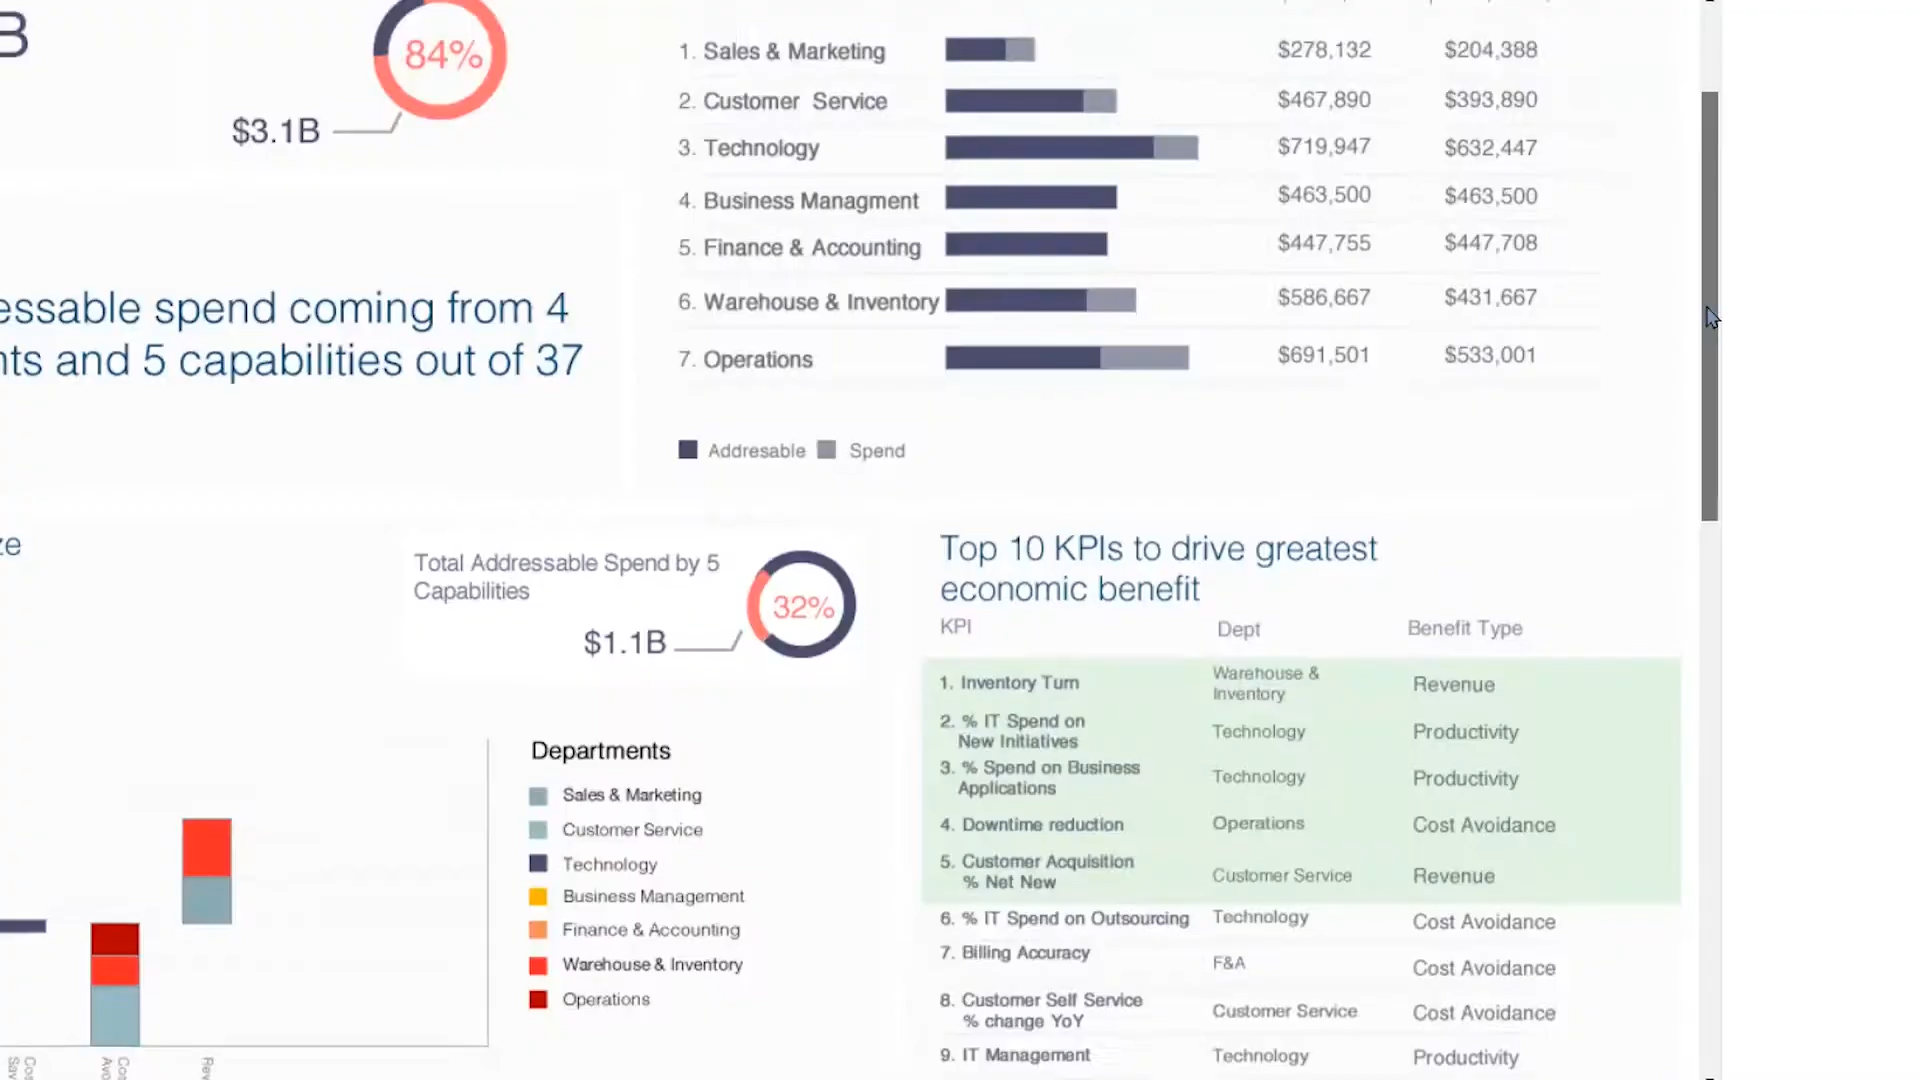 B
84%
$3.1B
essable spend coming from 4
nts and 5 capabilities out of 37
1. Sales & Marketing $278,132 $204,388
2. Customer Service $467,890 $393,890
3. Technology $719,947 $632,447
4. Business Managment $463,500 $463,500
5. Finance & Accounting $447,755 $447,708
6. Warehouse & Inventory $586,667 $431,667
7. Operations $691,501 $533,001
Addresable Spend
ze
Total Addressable Spend by 5
Capabilities
$1.1B
32%
Departments
Sales & Marketing
Customer Service
Technology
Business Management
Finance & Accounting
Warehouse & Inventory
Operations
Cos
Sav
Cos
Avo
Rev
Top 10 KPIs to drive greatest
economic benefit
KPI Dept Benefit Type
1. Inventory Turn Warehouse & Revenue
Inventory
2. % IT Spend on Technology Productivity
New Initiatives
3. % Spend on Business Technology Productivity
Applications
4. Downtime reduction Operations Cost Avoidance
5. Customer Acquisition Customer Service Revenue
% Net New
6. % IT Spend on Outsourcing Technology Cost Avoidance
7. Billing Accuracy F&A Cost Avoidance
8. Customer Self Service Customer Service Cost Avoidance
% change YoY
9. IT Management Technology Productivity